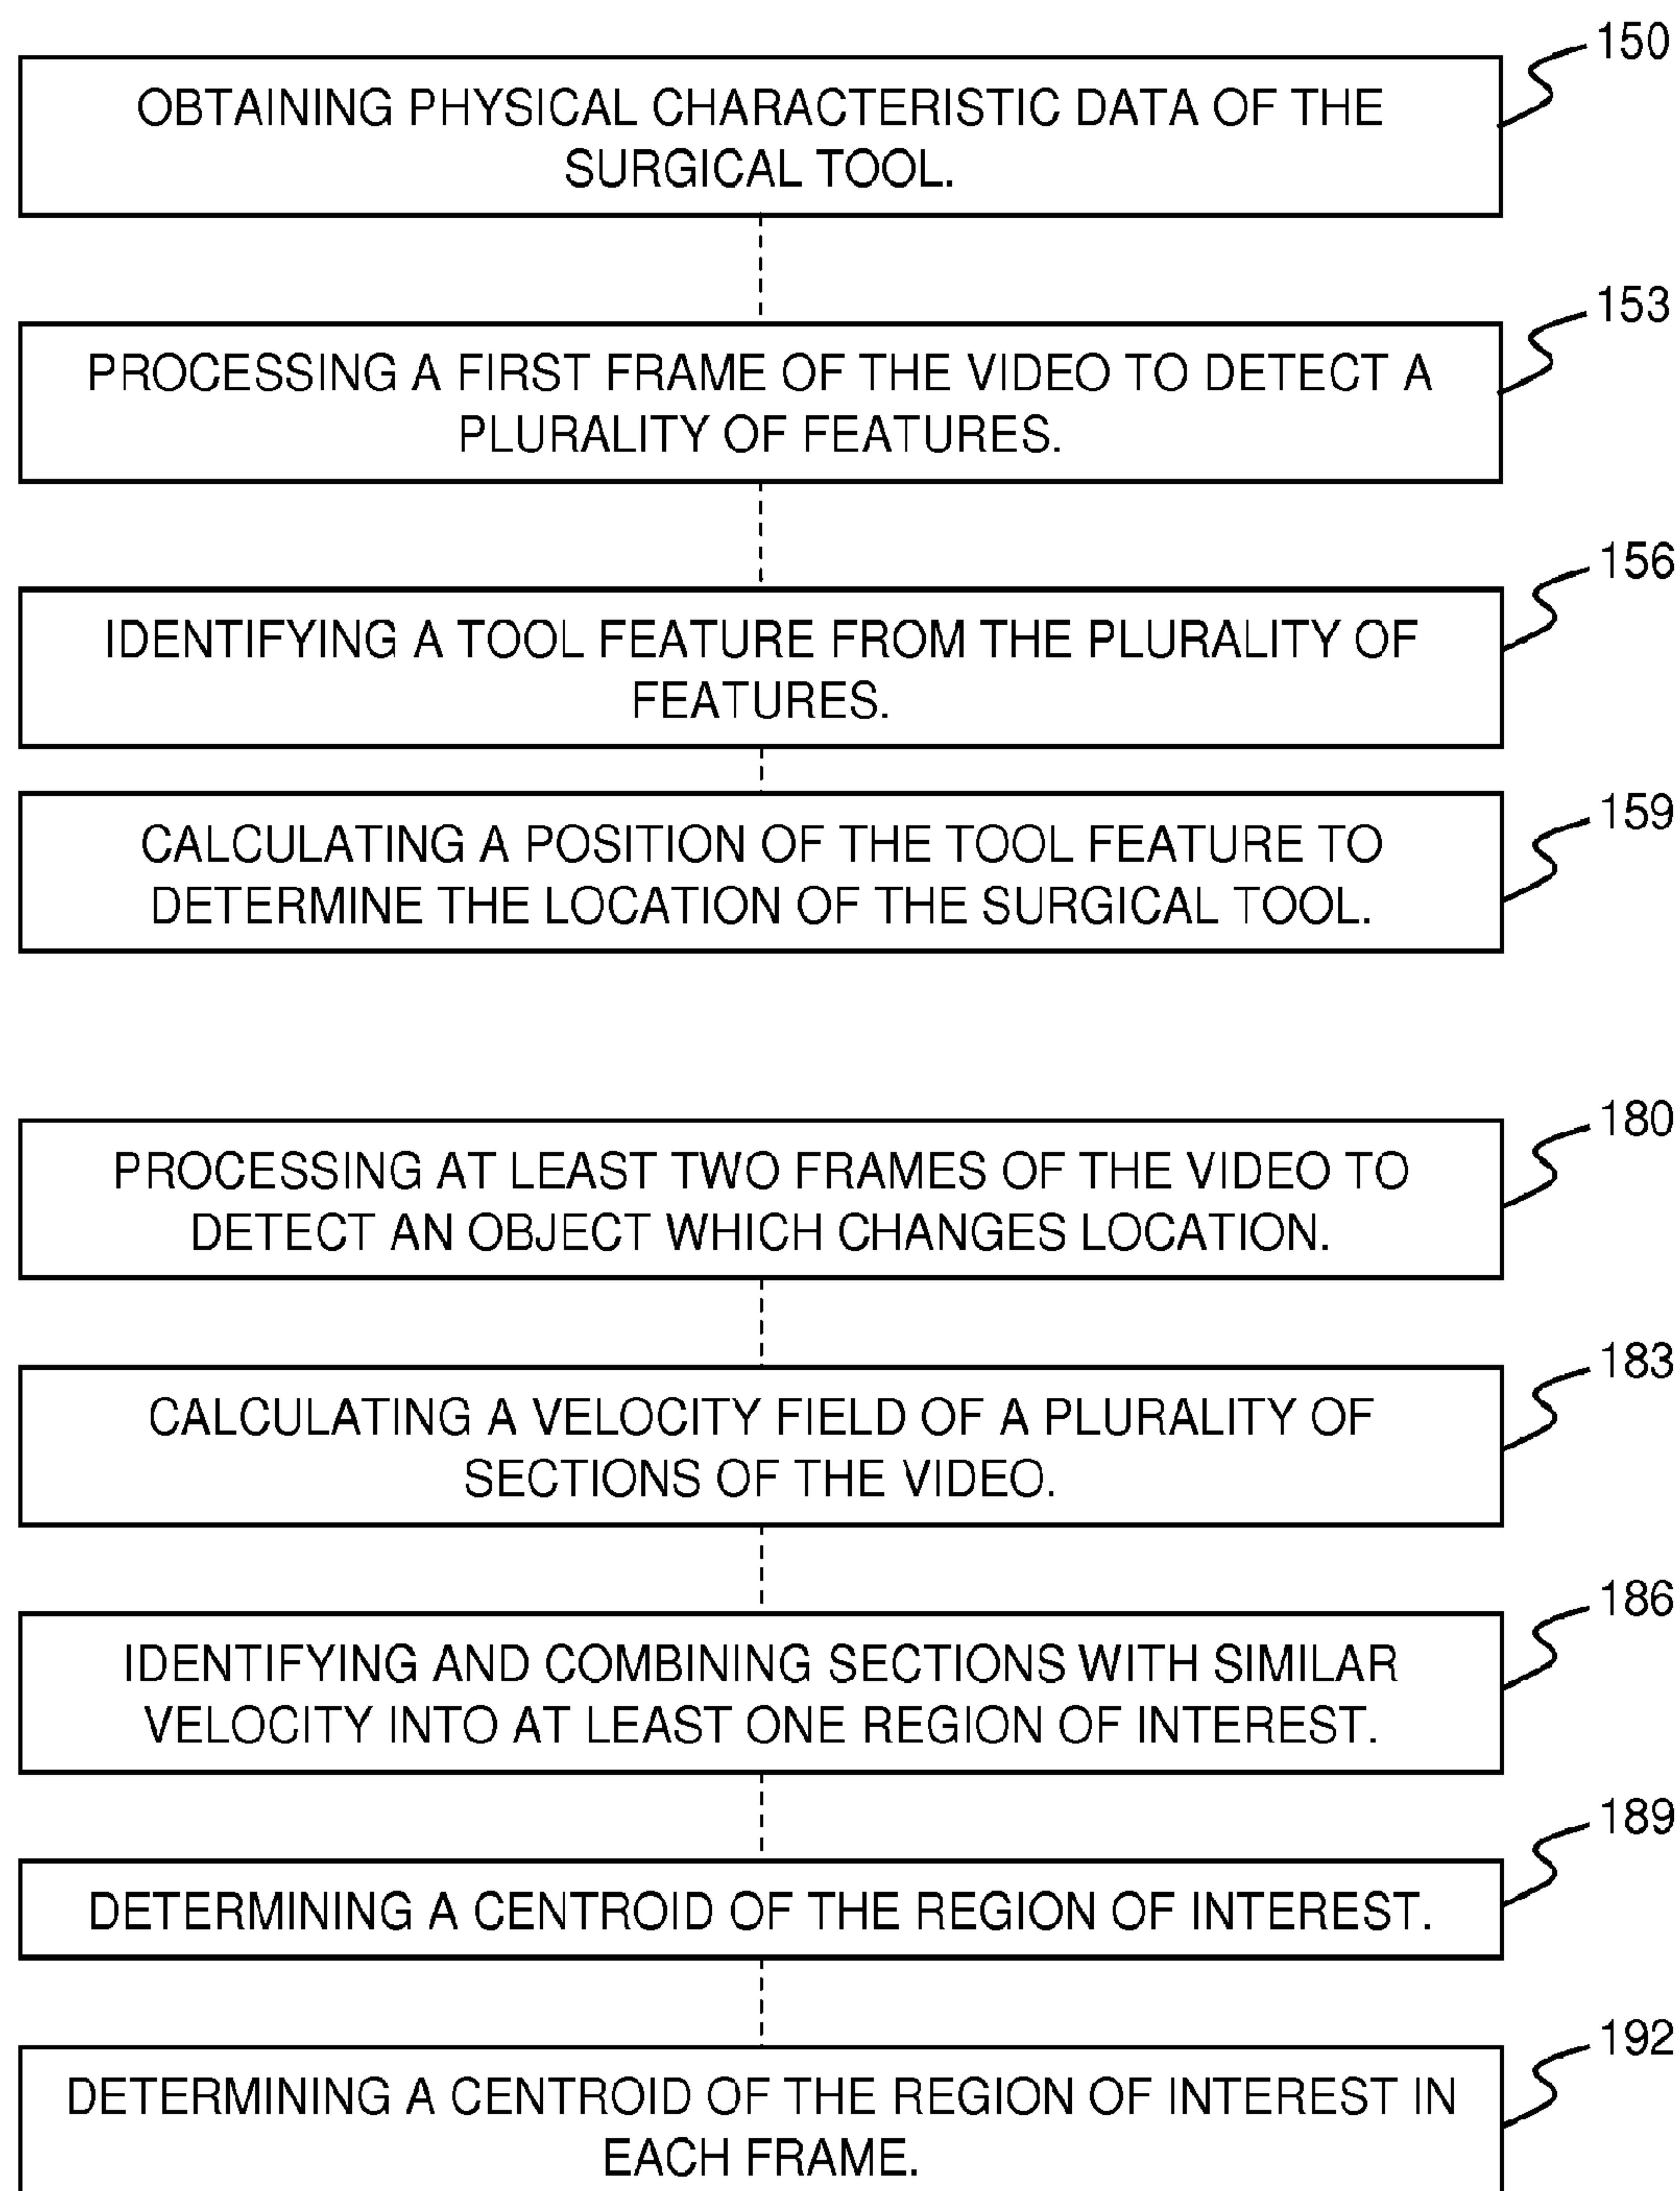 150
OBTAINING PHYSICAL CHARACTERISTIC DATA OF THE
SURGICAL TOOL.
153
PROCESSING A FIRST FRAME OF THE VIDEO TO DETECT A
PLURALITY OF FEATURES.
156
IDENTIFYING A TOOL FEATURE FROM THE PLURALITY OF
FEATURES.
159
CALCULATING A POSITION OF THE TOOL FEATURE TO
DETERMINE THE LOCATION OF THE SURGICAL TOOL.
180
PROCESSING AT LEAST TWO FRAMES OF THE VIDEO TO
DETECT AN OBJECT WHICH CHANGES LOCATION.
183
CALCULATING A VELOCITY FIELD OF A PLURALITY OF
SECTIONS OF THE VIDEO.
186
IDENTIFYING AND COMBINING SECTIONS WITH SIMILAR
VELOCITY INTO AT LEAST ONE REGION OF INTEREST.
189
DETERMINING A CENTROID OF THE REGION OF INTEREST.
192
DETERMINING A CENTROID OF THE REGION OF INTEREST IN
EACH FRAME.